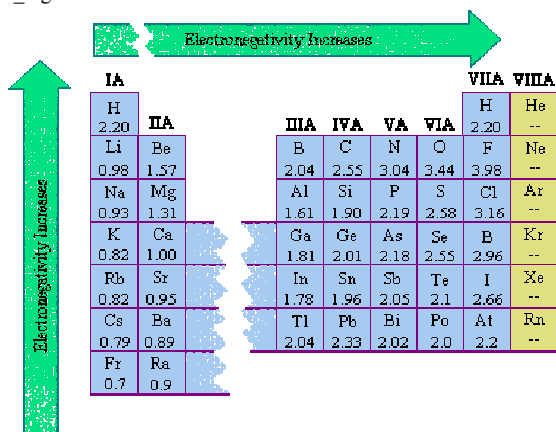 Electronegativity Increases
IA VIIA VIIIA
H H He
2.20 IIA IIIA IVA VA VIA 2.20 --
Li Be B C N O F Ne
0.98 1.57 2.04 2.55 3.04 3.44 3.98 --
Na Mg Al Si P S Cl Ar
0.93 1.31 1.61 1.90 2.19 2.58 3.16 --
K Ca Ga Ge As Se B Kr
0.82 1.00 1.81 2.01 2.18 2.55 2.96 --
Rb Sr In Sn Sb Te I Xe
0.82 0.95 1.78 1.96 2.05 2.1 2.66 --
Cs Ba Tl Pb Bi Po At Rn
0.79 0.89 2.04 2.33 2.02 2.0 2.2 --
Fr Ra
0.7 0.9
Electronegativity Increases